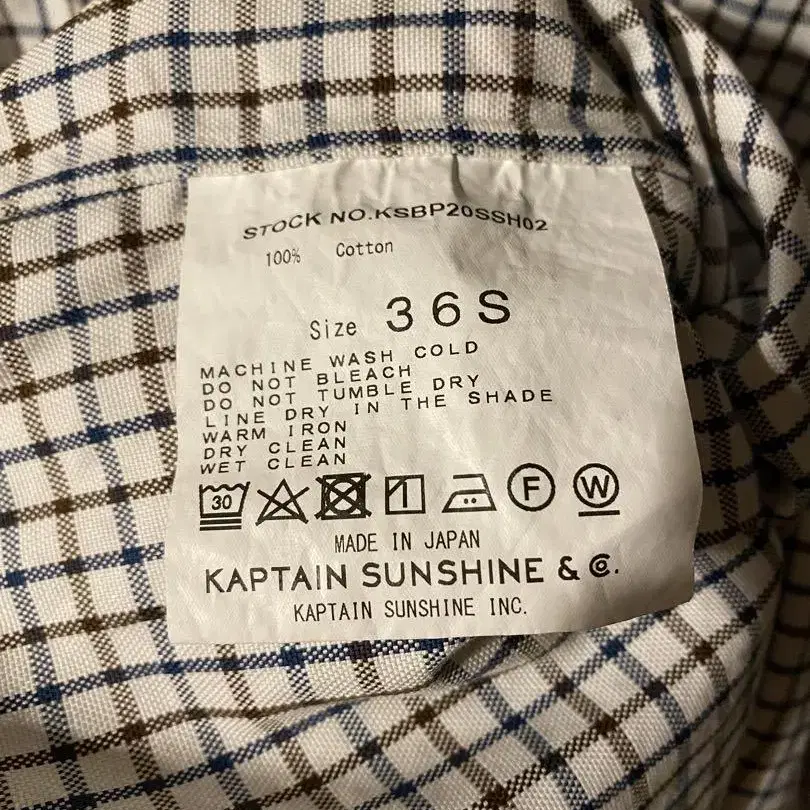 STOCK NO.KSBP20SSH02
100% Cotton
Size 36S
MACHINE WASH COLD
DO NOT BLEACH
DO NOT TUMBLE DRY
LINE DRY IN THE SHADE
WARM IRON
DRY CLEAN
WET CLEAN
30 F W
MADE IN JAPAN
KAPTAIN SUNSHINE & Co.
KAPTAIN SUNSHINE INC.